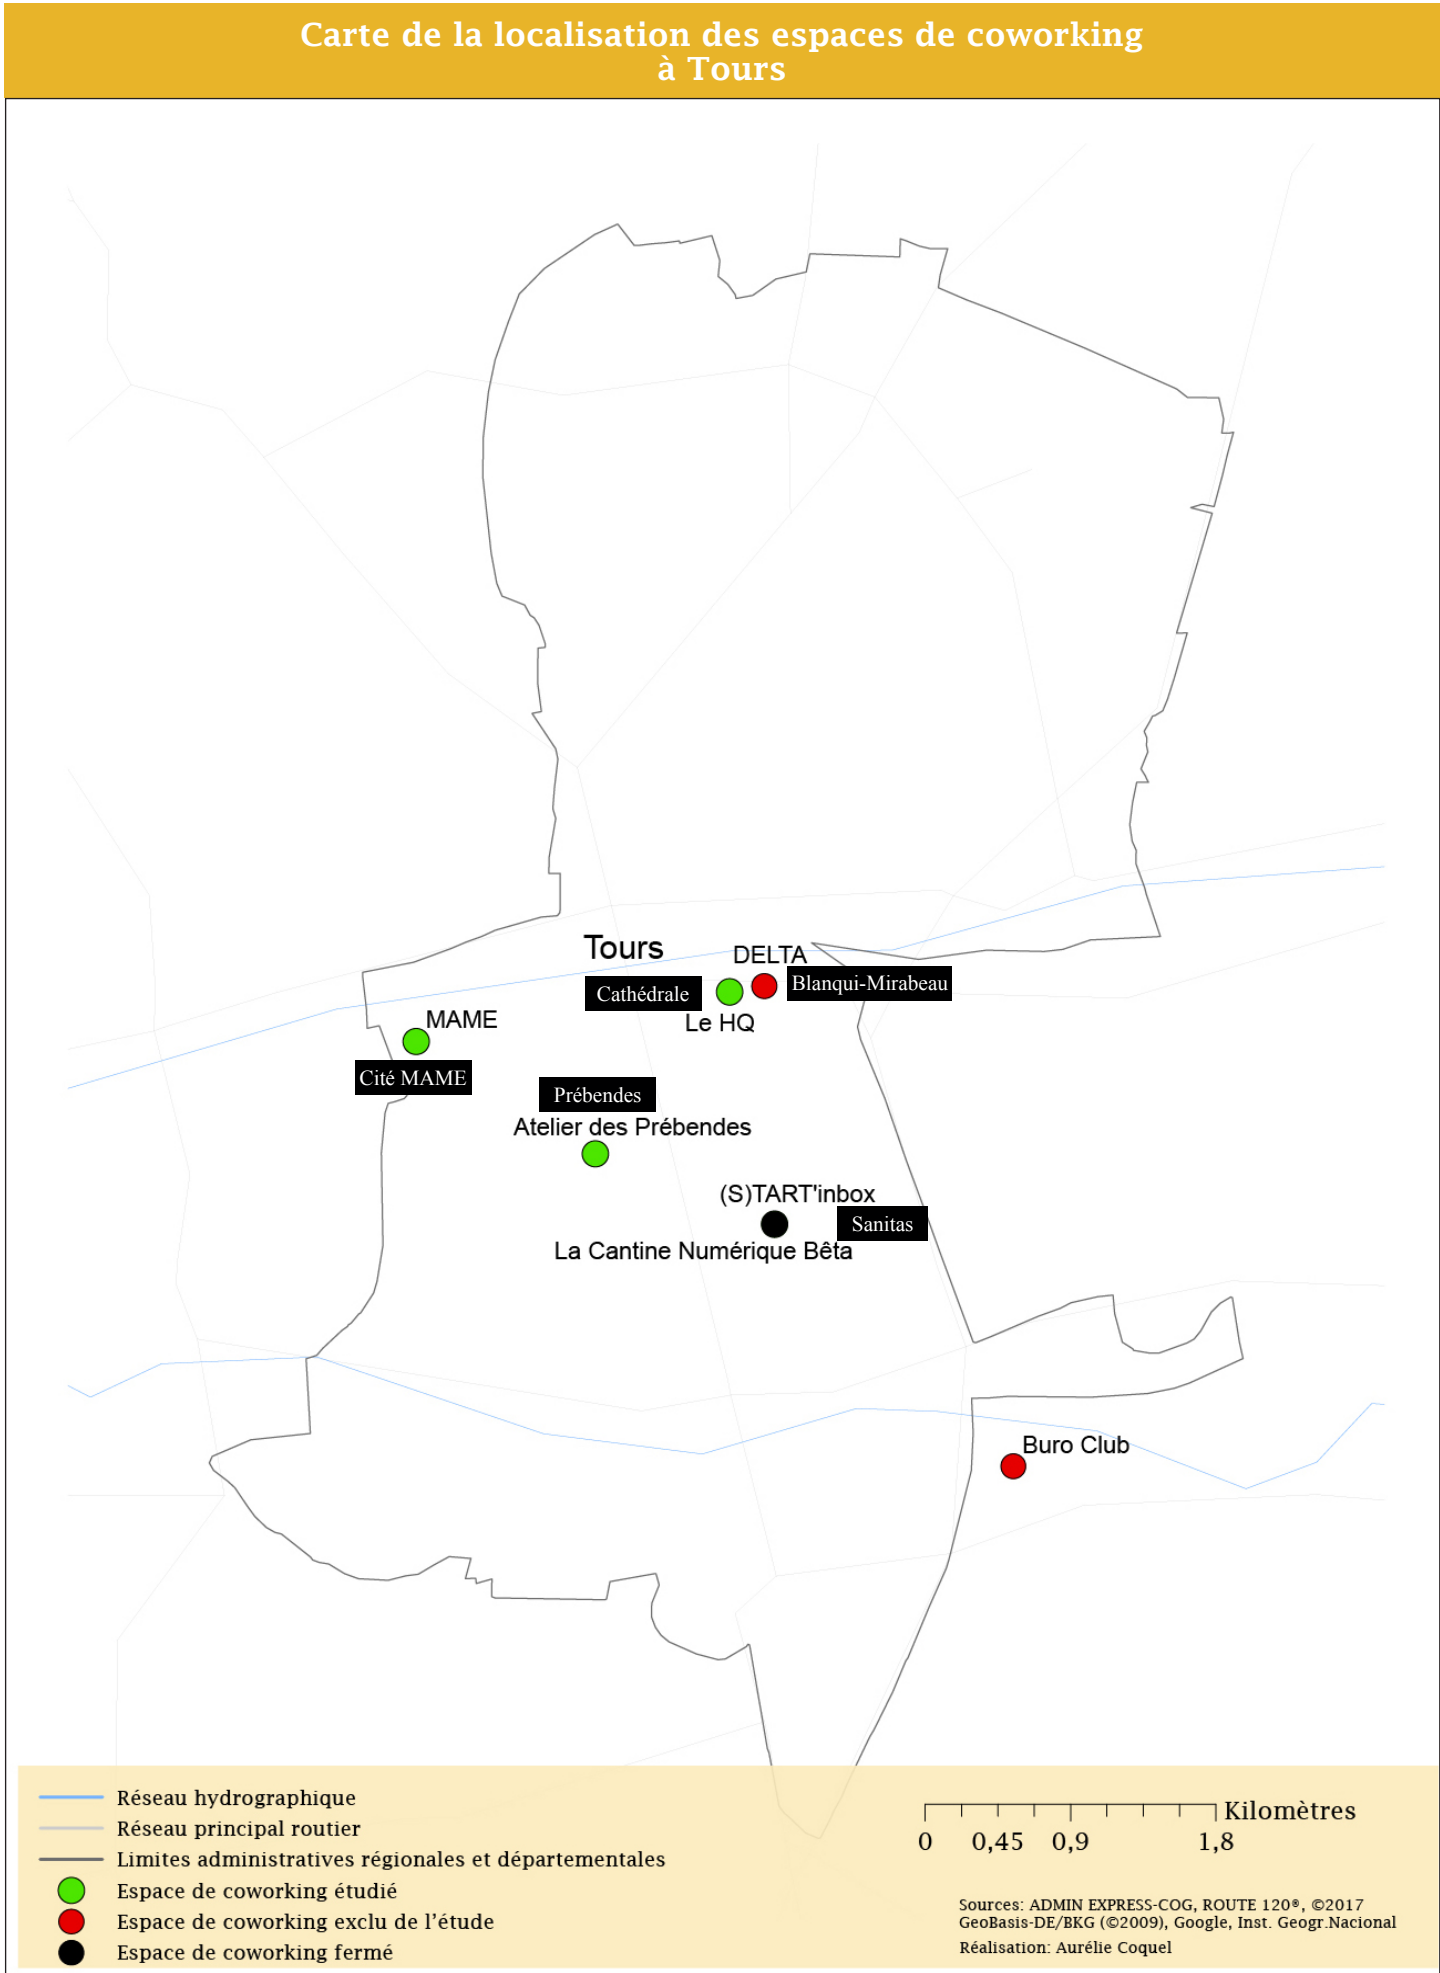 Carte de la localisation des espaces de coworking
à Tours
Tours
DELTA
Cathédrale
Blanqui-Mirabeau
Le HQ
MAME
Cité MAME
Prébendes
Atelier des Prébendes
(S)TART'inbox
Sanitas
La Cantine Numérique Bêta
Buro Club
Réseau hydrographique
Réseau principal routier
Limites administratives régionales et départementales
Espace de coworking étudié
Espace de coworking exclu de l'étude
Espace de coworking fermé
Kilomètres
0 0,45 0,9 1,8
Sources: ADMIN EXPRESS-COG, ROUTE 120®, ©2017
GeoBasis-DE/BKG (©2009), Google, Inst. Geogr.Nacional
Réalisation: Aurélie Coquel